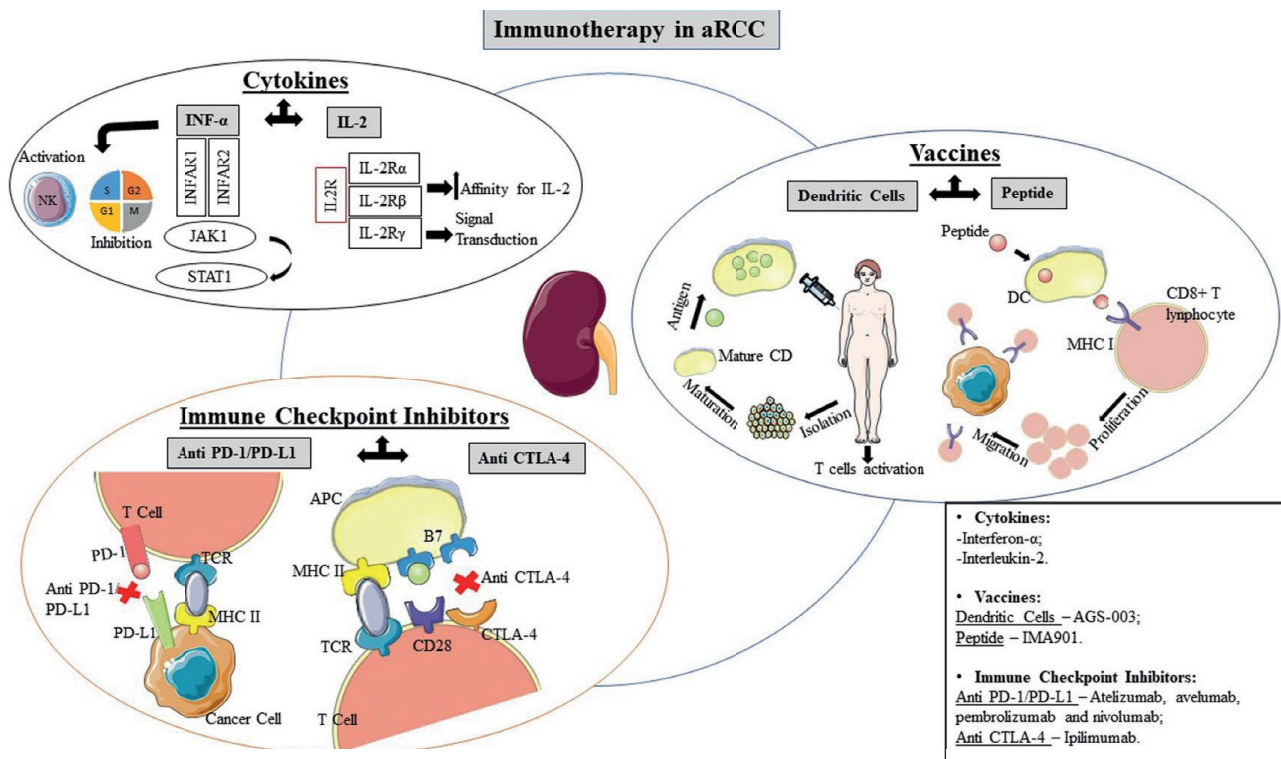 Immunotherapy in aRCC
Cytokines
INF-α
IL-2
Activation
NK
S
G2
G1
M
Inhibition
INFAR1
INFAR2
JAK1
STAT1
IL2R
IL-2Rα
IL-2Rβ
IL-2Rγ
Affinity for IL-2
Signal
Transduction
Vaccines
Dendritic Cells
Peptide
Antigen
Mature CD
Maturation
Isolation
T cells activation
Peptide
DC
CD8+ T
lymphocyte
MHC I
Proliferation
Migration
Immune Checkpoint Inhibitors
Anti PD-1/PD-L1
Anti CTLA-4
T Cell
PD-1
TCR
Anti PD-1/
PD-L1
MHC II
PD-L1
Cancer Cell
APC
B7
MHC II
Anti CTLA-4
TCR
CD28
CTLA-4
T Cell
• Cytokines:
-Interferon-α;
-Interleukin-2.
• Vaccines:
Dendritic Cells – AGS-003;
Peptide – IMA901.
• Immune Checkpoint Inhibitors:
Anti PD-1/PD-L1 – Atelizumab, avelumab,
pembrolizumab and nivolumab;
Anti CTLA-4 – Ipilimumab.